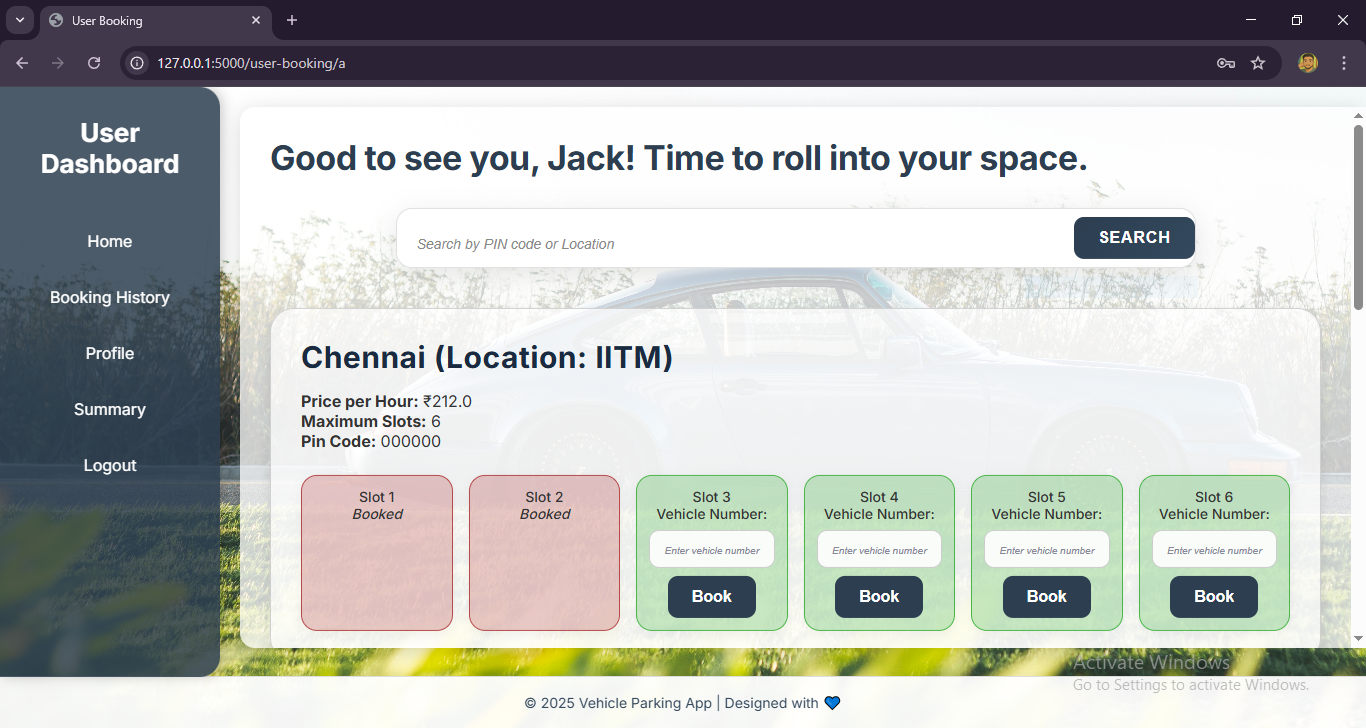 User Booking
127.0.0.1:5000/user-booking/a
User
Dashboard
Home
Booking History
Profile
Summary
Logout
Good to see you, Jack! Time to roll into your space.
Search by PIN code or Location
SEARCH
Chennai (Location: IITM)
Price per Hour: ₹212.0
Maximum Slots: 6
Pin Code: 000000
Slot 1
Booked
Slot 2
Booked
Slot 3
Vehicle Number:
Enter vehicle number
Book
Slot 4
Vehicle Number:
Enter vehicle number
Book
Slot 5
Vehicle Number:
Enter vehicle number
Book
Slot 6
Vehicle Number:
Enter vehicle number
Book
Activate Windows
Go to Settings to activate Windows.
© 2025 Vehicle Parking App | Designed with 💙